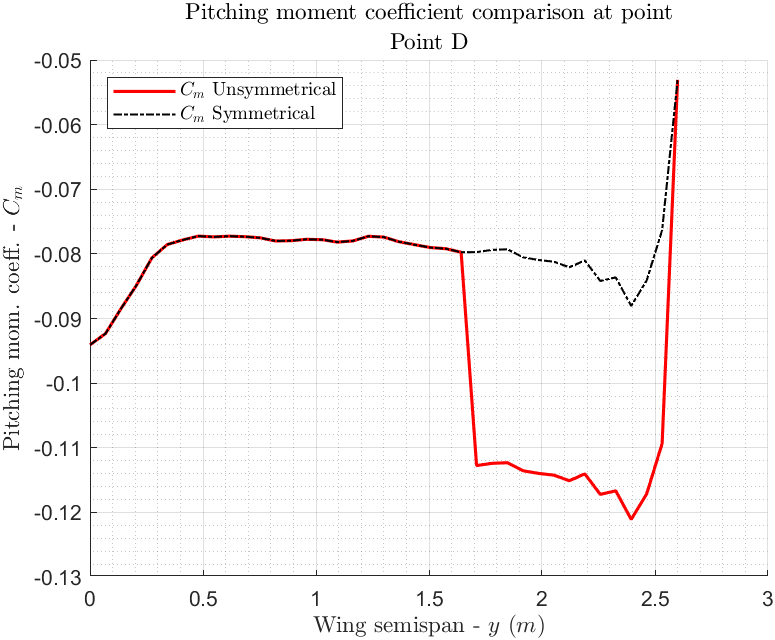 Pitching moment coefficient comparison at point
Point D
-0.05
-0.06
-0.07
-0.08
-0.09
-0.1
-0.11
-0.12
-0.13
Pitching mom. coeff. - C_m
C_m Unsymmetrical
C_m Symmetrical
0 0.5 1 1.5 2 2.5 3
Wing semispan - y (m)